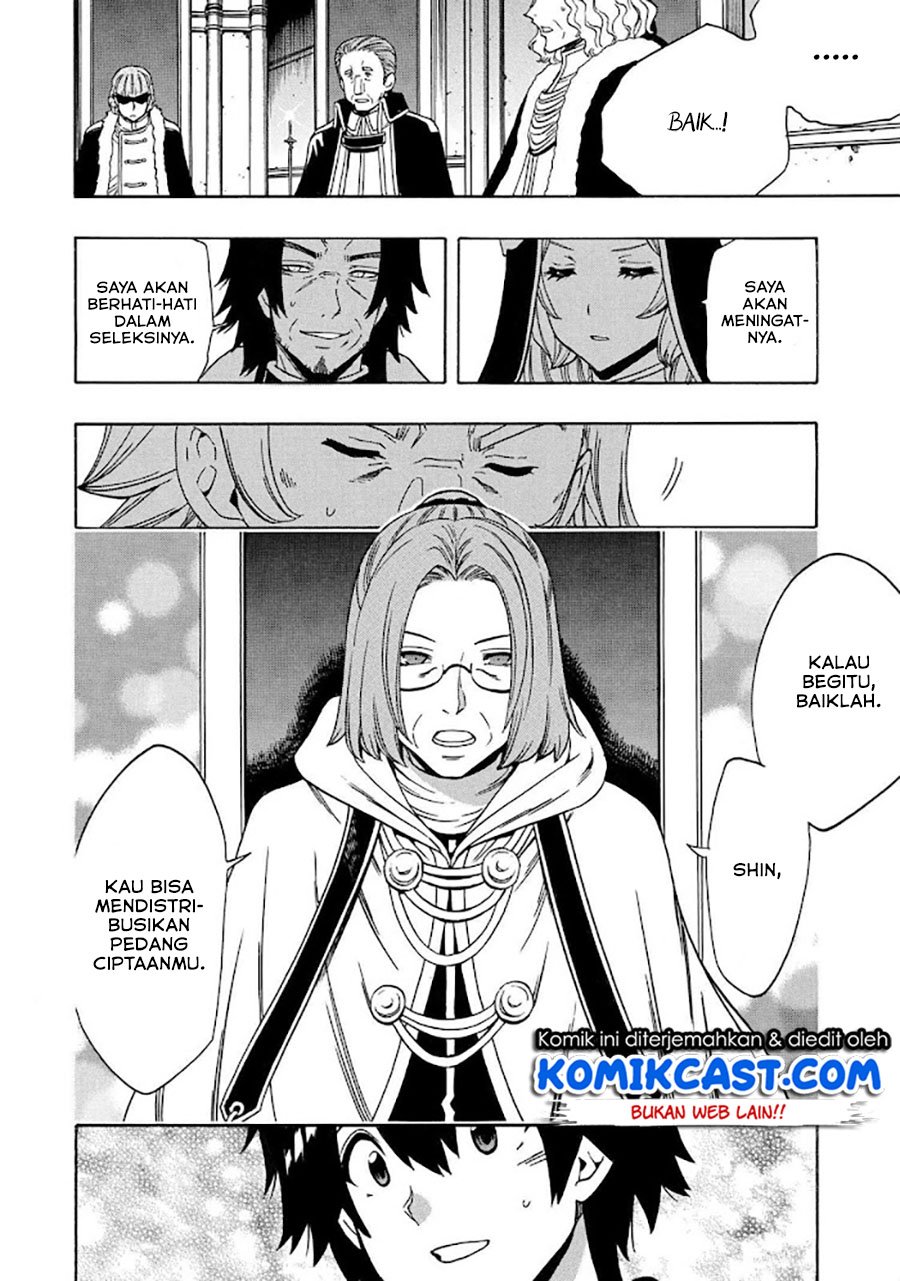 .....
BAIK...!
SAYA
AKAN
MENINGAT-
NYA.
SAYA AKAN
BERHATI-HATI
DALAM
SELEKSINYA.
KALAU
BEGITU,
BAIKLAH.
SHIN,
KAU BISA
MENDISTRI-
BUSIKAN
PEDANG
CIPTAANMU.
Komik ini diterjemahkan & diedit oleh
KOMIKCAST.COM
BUKAN WEB LAIN!!